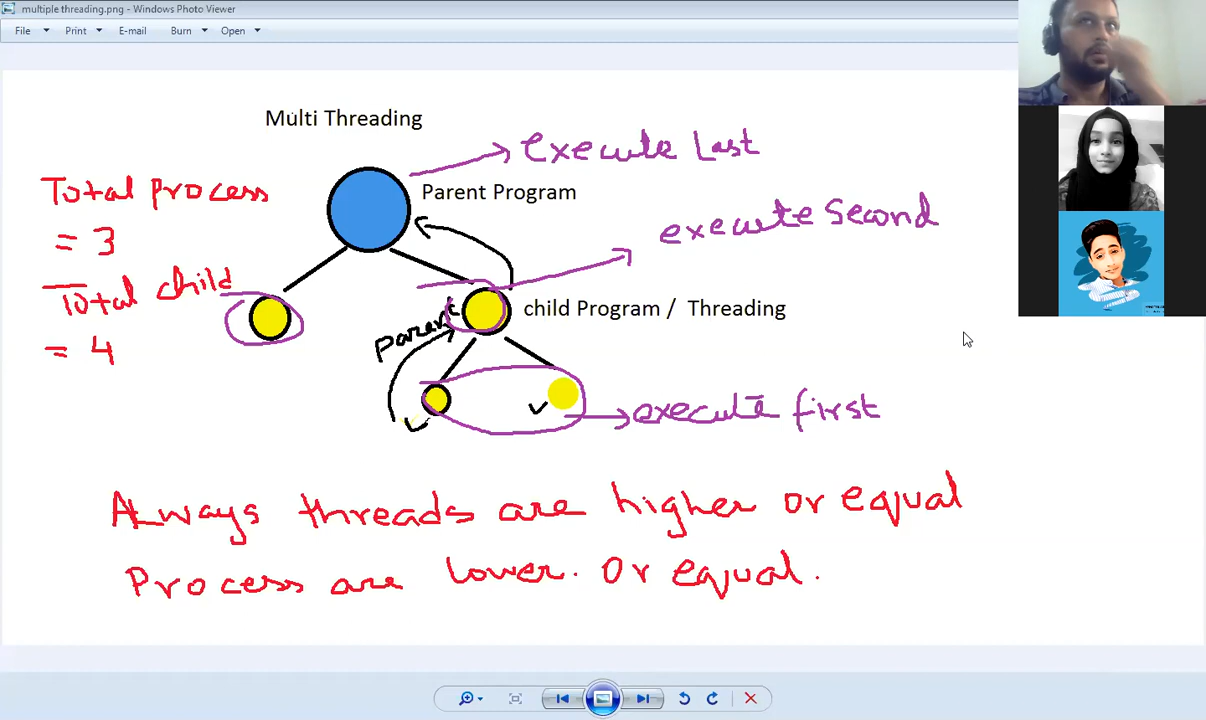 multiple threading.png - Windows Photo Viewer
File Print E-mail Burn Open
Multi Threading
execute Last
Total process
Parent Program
= 3
execute second
Total child
child Program / Threading
= 4
parent
execute first
Always threads are higher or equal
Process are lower. Or equal.